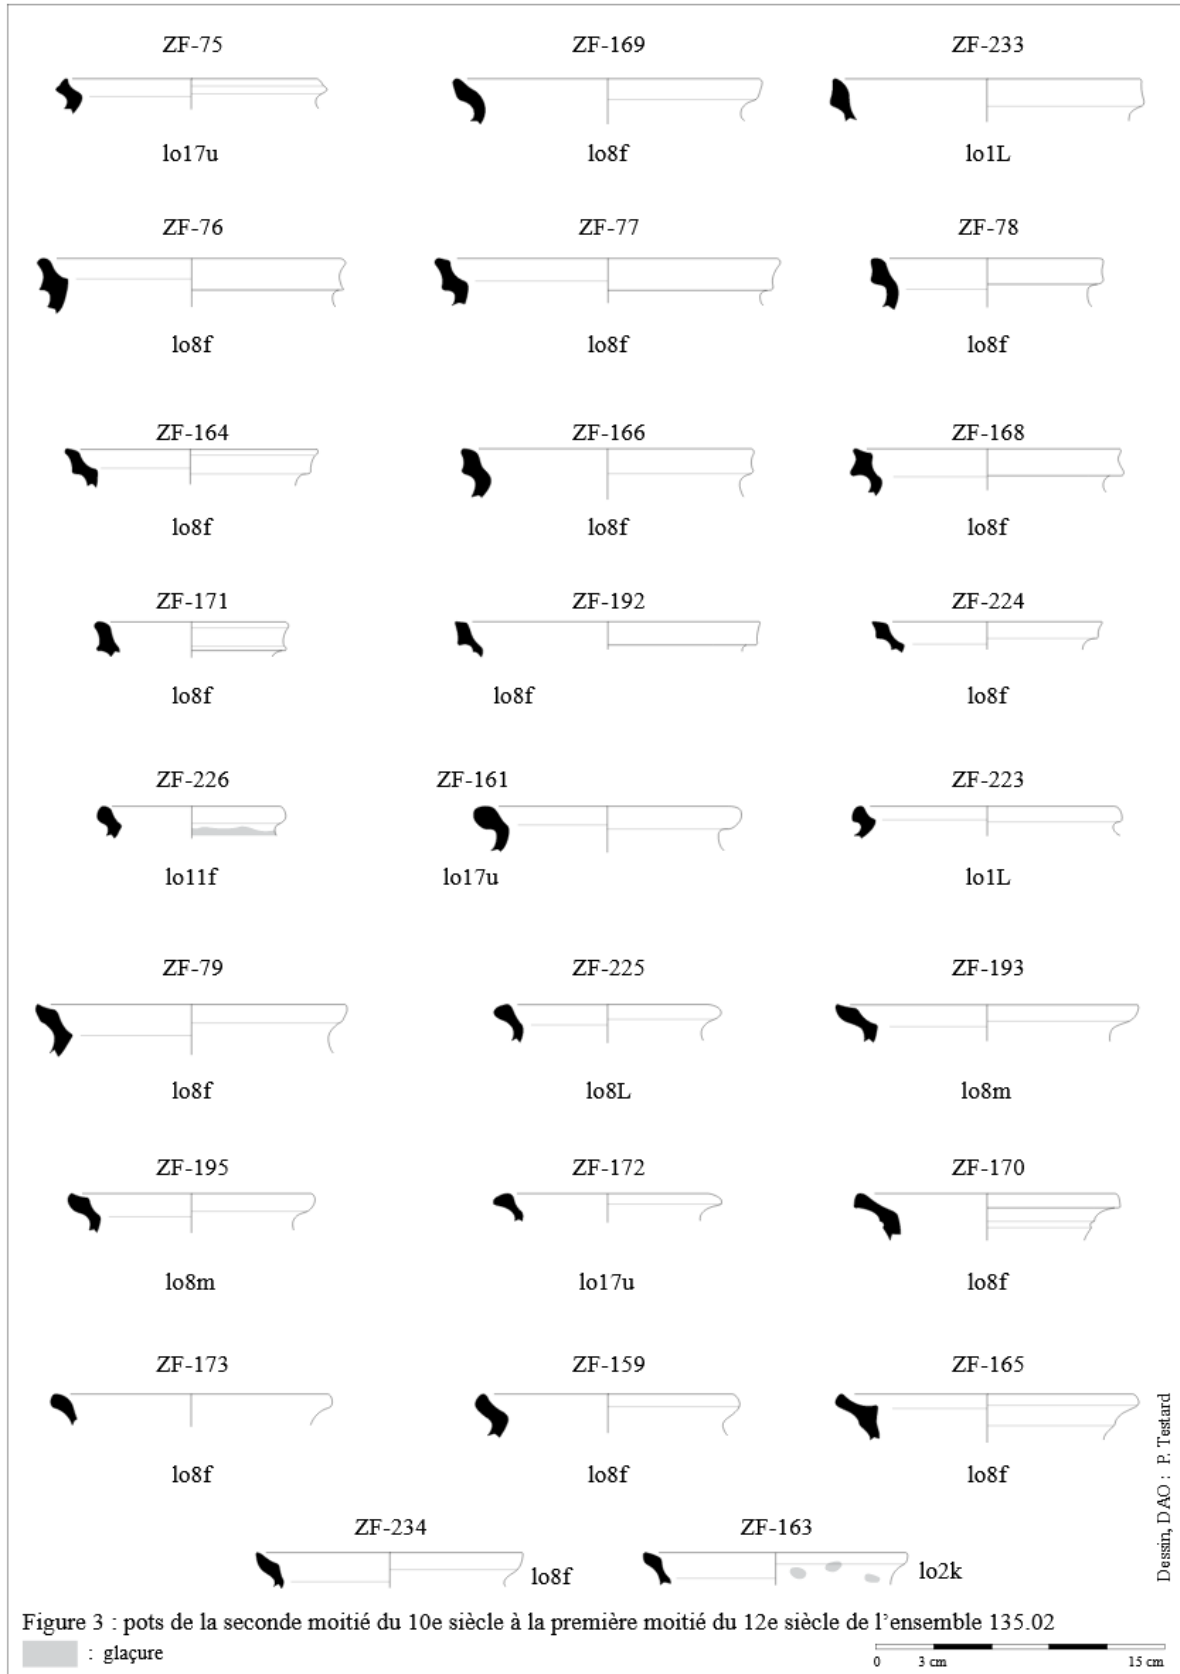 ZF-75 ZF-169 ZF-233
lo17u lo8f lo1L
ZF-76 ZF-77 ZF-78
lo8f lo8f lo8f
ZF-164 ZF-166 ZF-168
lo8f lo8f lo8f
ZF-171 ZF-192 ZF-224
lo8f lo8f lo8f
ZF-226 ZF-161 ZF-223
lo11f lo17u lo1L
ZF-79 ZF-225 ZF-193
lo8f lo8L lo8m
ZF-195 ZF-172 ZF-170
lo8m lo17u lo8f
ZF-173 ZF-159 ZF-165
lo8f lo8f lo8f
ZF-234 ZF-163
lo8f lo2k
Dessin, DAO : P. Testard
Figure 3 : pots de la seconde moitié du 10e siècle à la première moitié du 12e siècle de l’ensemble 135.02
: glaçure
0 3 cm 15 cm